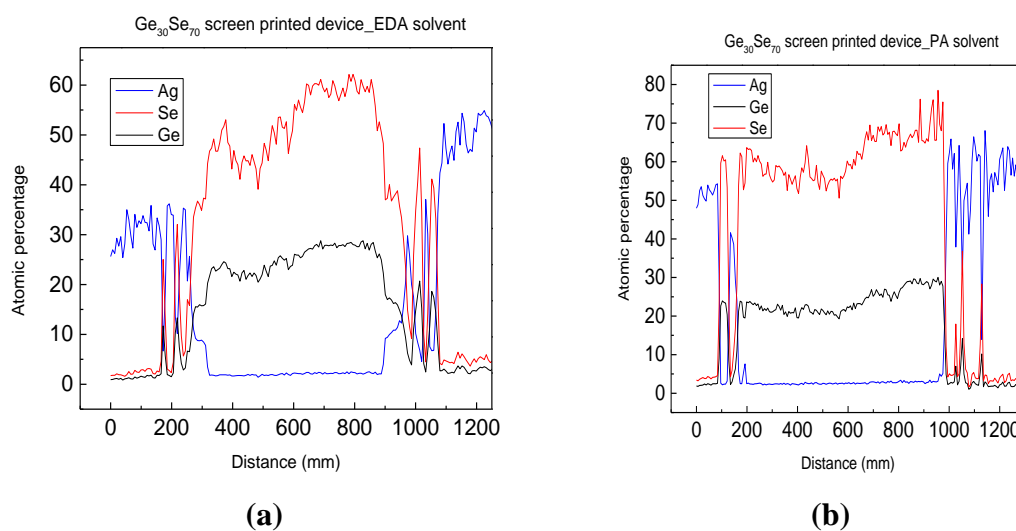 Ge30Se70 screen printed device_EDA solvent
Ag
Se
Ge
Atomic percentage
60
50
40
30
20
10
0
0 200 400 600 800 1000 1200
Distance (mm)
(a)
Ge30Se70 screen printed device_PA solvent
Ag
Ge
Se
Atomic percentage
80
70
60
50
40
30
20
10
0
0 200 400 600 800 1000 1200
Distance (mm)
(b)